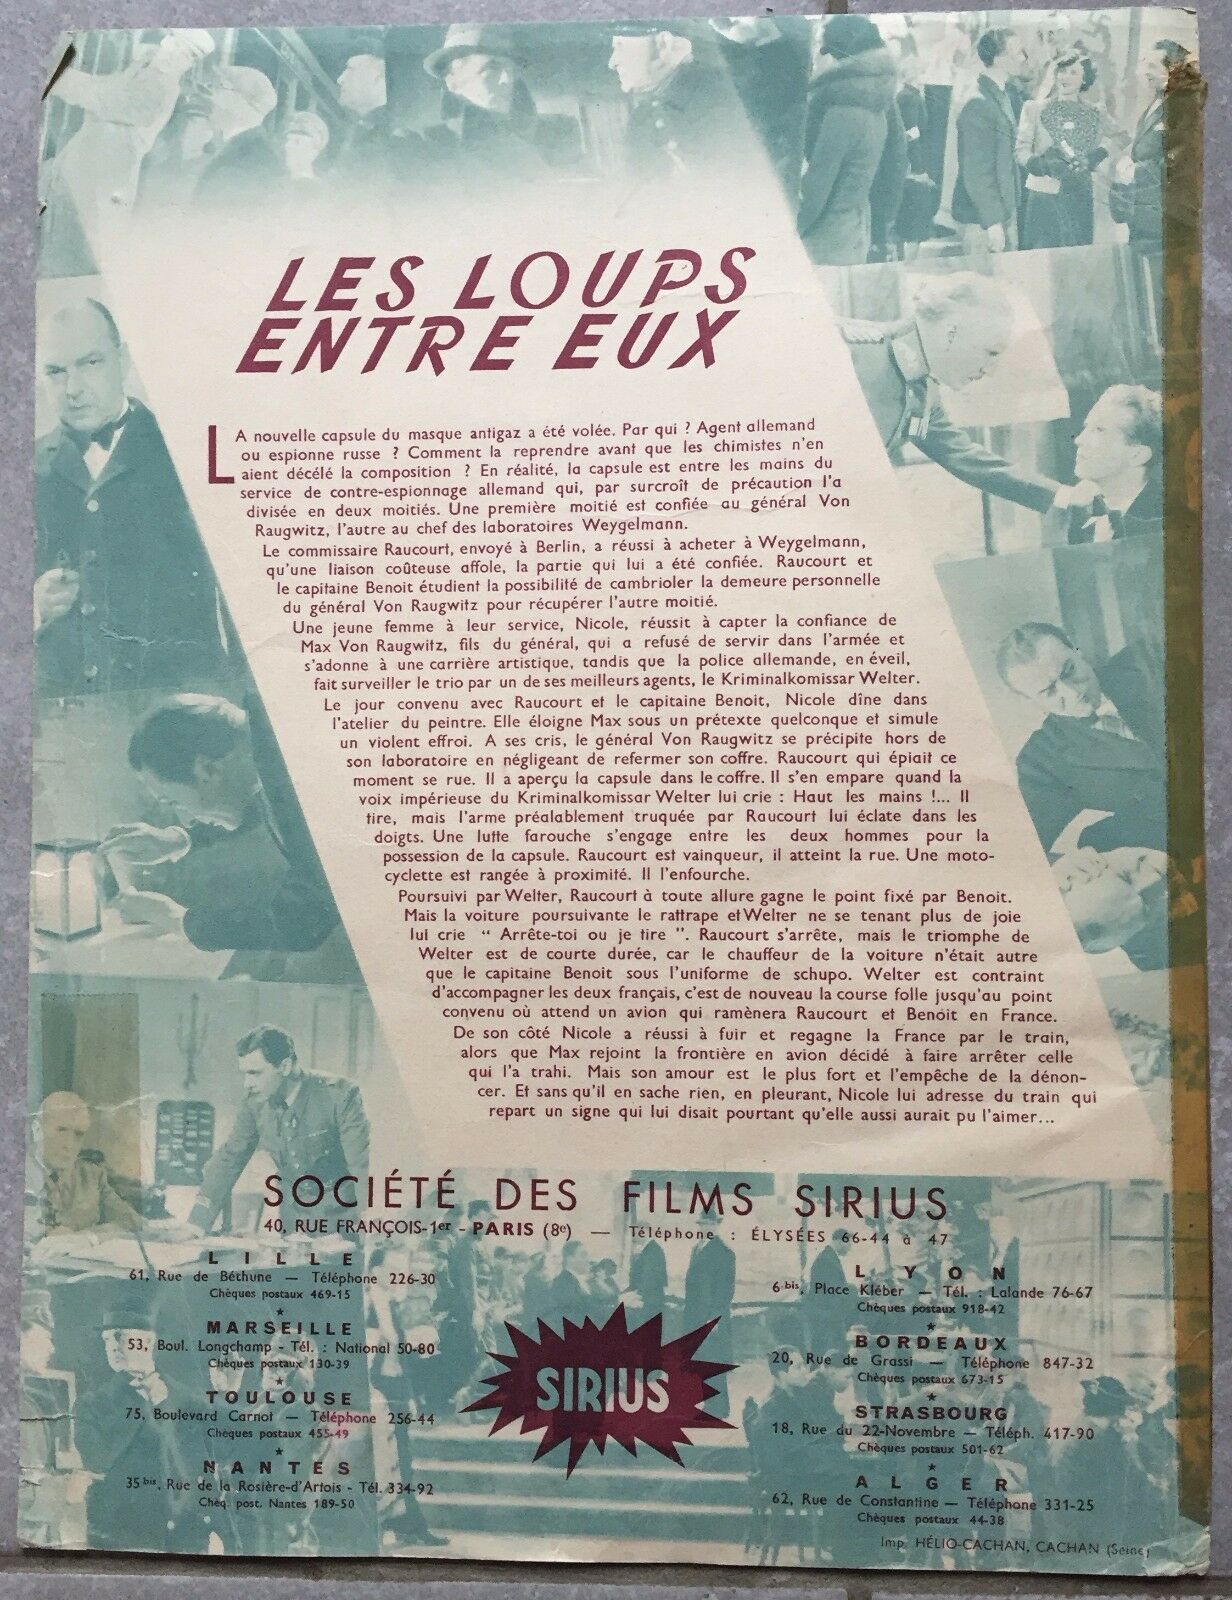 LES LOUPS
ENTRE EUX
LA nouvelle capsule du masque antigaz a été volée. Par qui ? Agent allemand
ou espionne russe ? Comment la reprendre avant que les chimistes n'en
aient décélé la composition ? En réalité, la capsule est entre les mains du
service de contre-espionnage allemand qui, par surcroît de précaution l'a
divisée en deux moitiés. Une première moitié est confiée au général Von
Raugwitz, l'autre au chef des laboratoires Weygelmann.
Le commissaire Raucourt, envoyé à Berlin, a réussi à acheter à Weygelmann,
qu'une liaison coûteuse affole, la partie qui lui a été confiée. Raucourt et
le capitaine Benoit étudient la possibilité de cambrioler la demeure personnelle
du général Von Raugwitz pour récupérer l'autre moitié.
Une jeune femme à leur service, Nicole, réussit à capter la confiance de
Max Von Raugwitz, fils du général, qui a refusé de servir dans l'armée et
s'adonne à une carrière artistique, tandis que la police allemande, en éveil,
fait surveiller le trio par un de ses meilleurs agents, le Kriminalkomissar Welter.
Le jour convenu avec Raucourt et le capitaine Benoit, Nicole dîne dans
l'atelier du peintre. Elle éloigne Max sous un prétexte quelconque et simule
un violent effroi. A ses cris, le général Von Raugwitz se précipite hors de
son laboratoire en négligeant de refermer son coffre. Raucourt qui épiait ce
moment se rue. Il a aperçu la capsule dans le coffre. Il s'en empare quand la
voix impérieuse du Kriminalkomissar Welter lui crie : Haut les mains !... Il
tire, mais l'arme préalablement truquée par Raucourt lui éclate dans les
doigts. Une lutte farouche s'engage entre les deux hommes pour la
possession de la capsule. Raucourt est vainqueur, il atteint la rue. Une moto-
cyclette est rangée à proximité. Il l'enfourche.
Poursuivi par Welter, Raucourt à toute allure gagne le point fixé par Benoit.
Mais la voiture poursuivante le rattrape et Welter ne se tenant plus de joie
lui crie " Arrête-toi ou je tire ". Raucourt s'arrête, mais le triomphe de
Welter est de courte durée, car le chauffeur de la voiture n'était autre
que le capitaine Benoit sous l'uniforme de schupo. Welter est contraint
d'accompagner les deux français, c'est de nouveau la course folle jusqu'au point
convenu où attend un avion qui ramènera Raucourt et Benoit en France.
De son côté Nicole a réussi à fuir et regagne la France par le train,
alors que Max rejoint la frontière en avion décidé à faire arrêter celle
qui l'a trahi. Mais son amour est le plus fort et l'empêche de la dénon-
cer. Et sans qu'il en sache rien, en pleurant, Nicole lui adresse du train qui
repart un signe qui lui disait pourtant qu'elle aussi aurait pu l'aimer...
SOCIÉTÉ DES FILMS SIRIUS
40, RUE FRANÇOIS-1er - PARIS (8e) — Téléphone : ÉLYSÉES 66-44 à 47
LILLE
61, Rue de Béthune — Téléphone 226-30
Chèques postaux 469-15
MARSEILLE
53, Boul. Longchamp - Tél. : National 50-80
Chèques postaux 130-39
TOULOUSE
75, Boulevard Carnot — Téléphone 256-44
Chèques postaux 455-49
NANTES
35 bis, Rue de la Rosière-d'Artois - Tél. 334-92
Chèq. post. Nantes 189-50
SIRIUS
LYON
6 bis, Place Kléber — Tél. : Lalande 76-67
Chèques postaux 918-42
BORDEAUX
20, Rue de Grassi — Téléphone 847-32
Chèques postaux 673-15
STRASBOURG
18, Rue du 22-Novembre — Téléph. 417-90
Chèques postaux 501-62
ALGER
62, Rue de Constantine — Téléphone 331-25
Chèques postaux 44-38
Imp. HÉLIO-CACHAN, CACHAN (Seine)